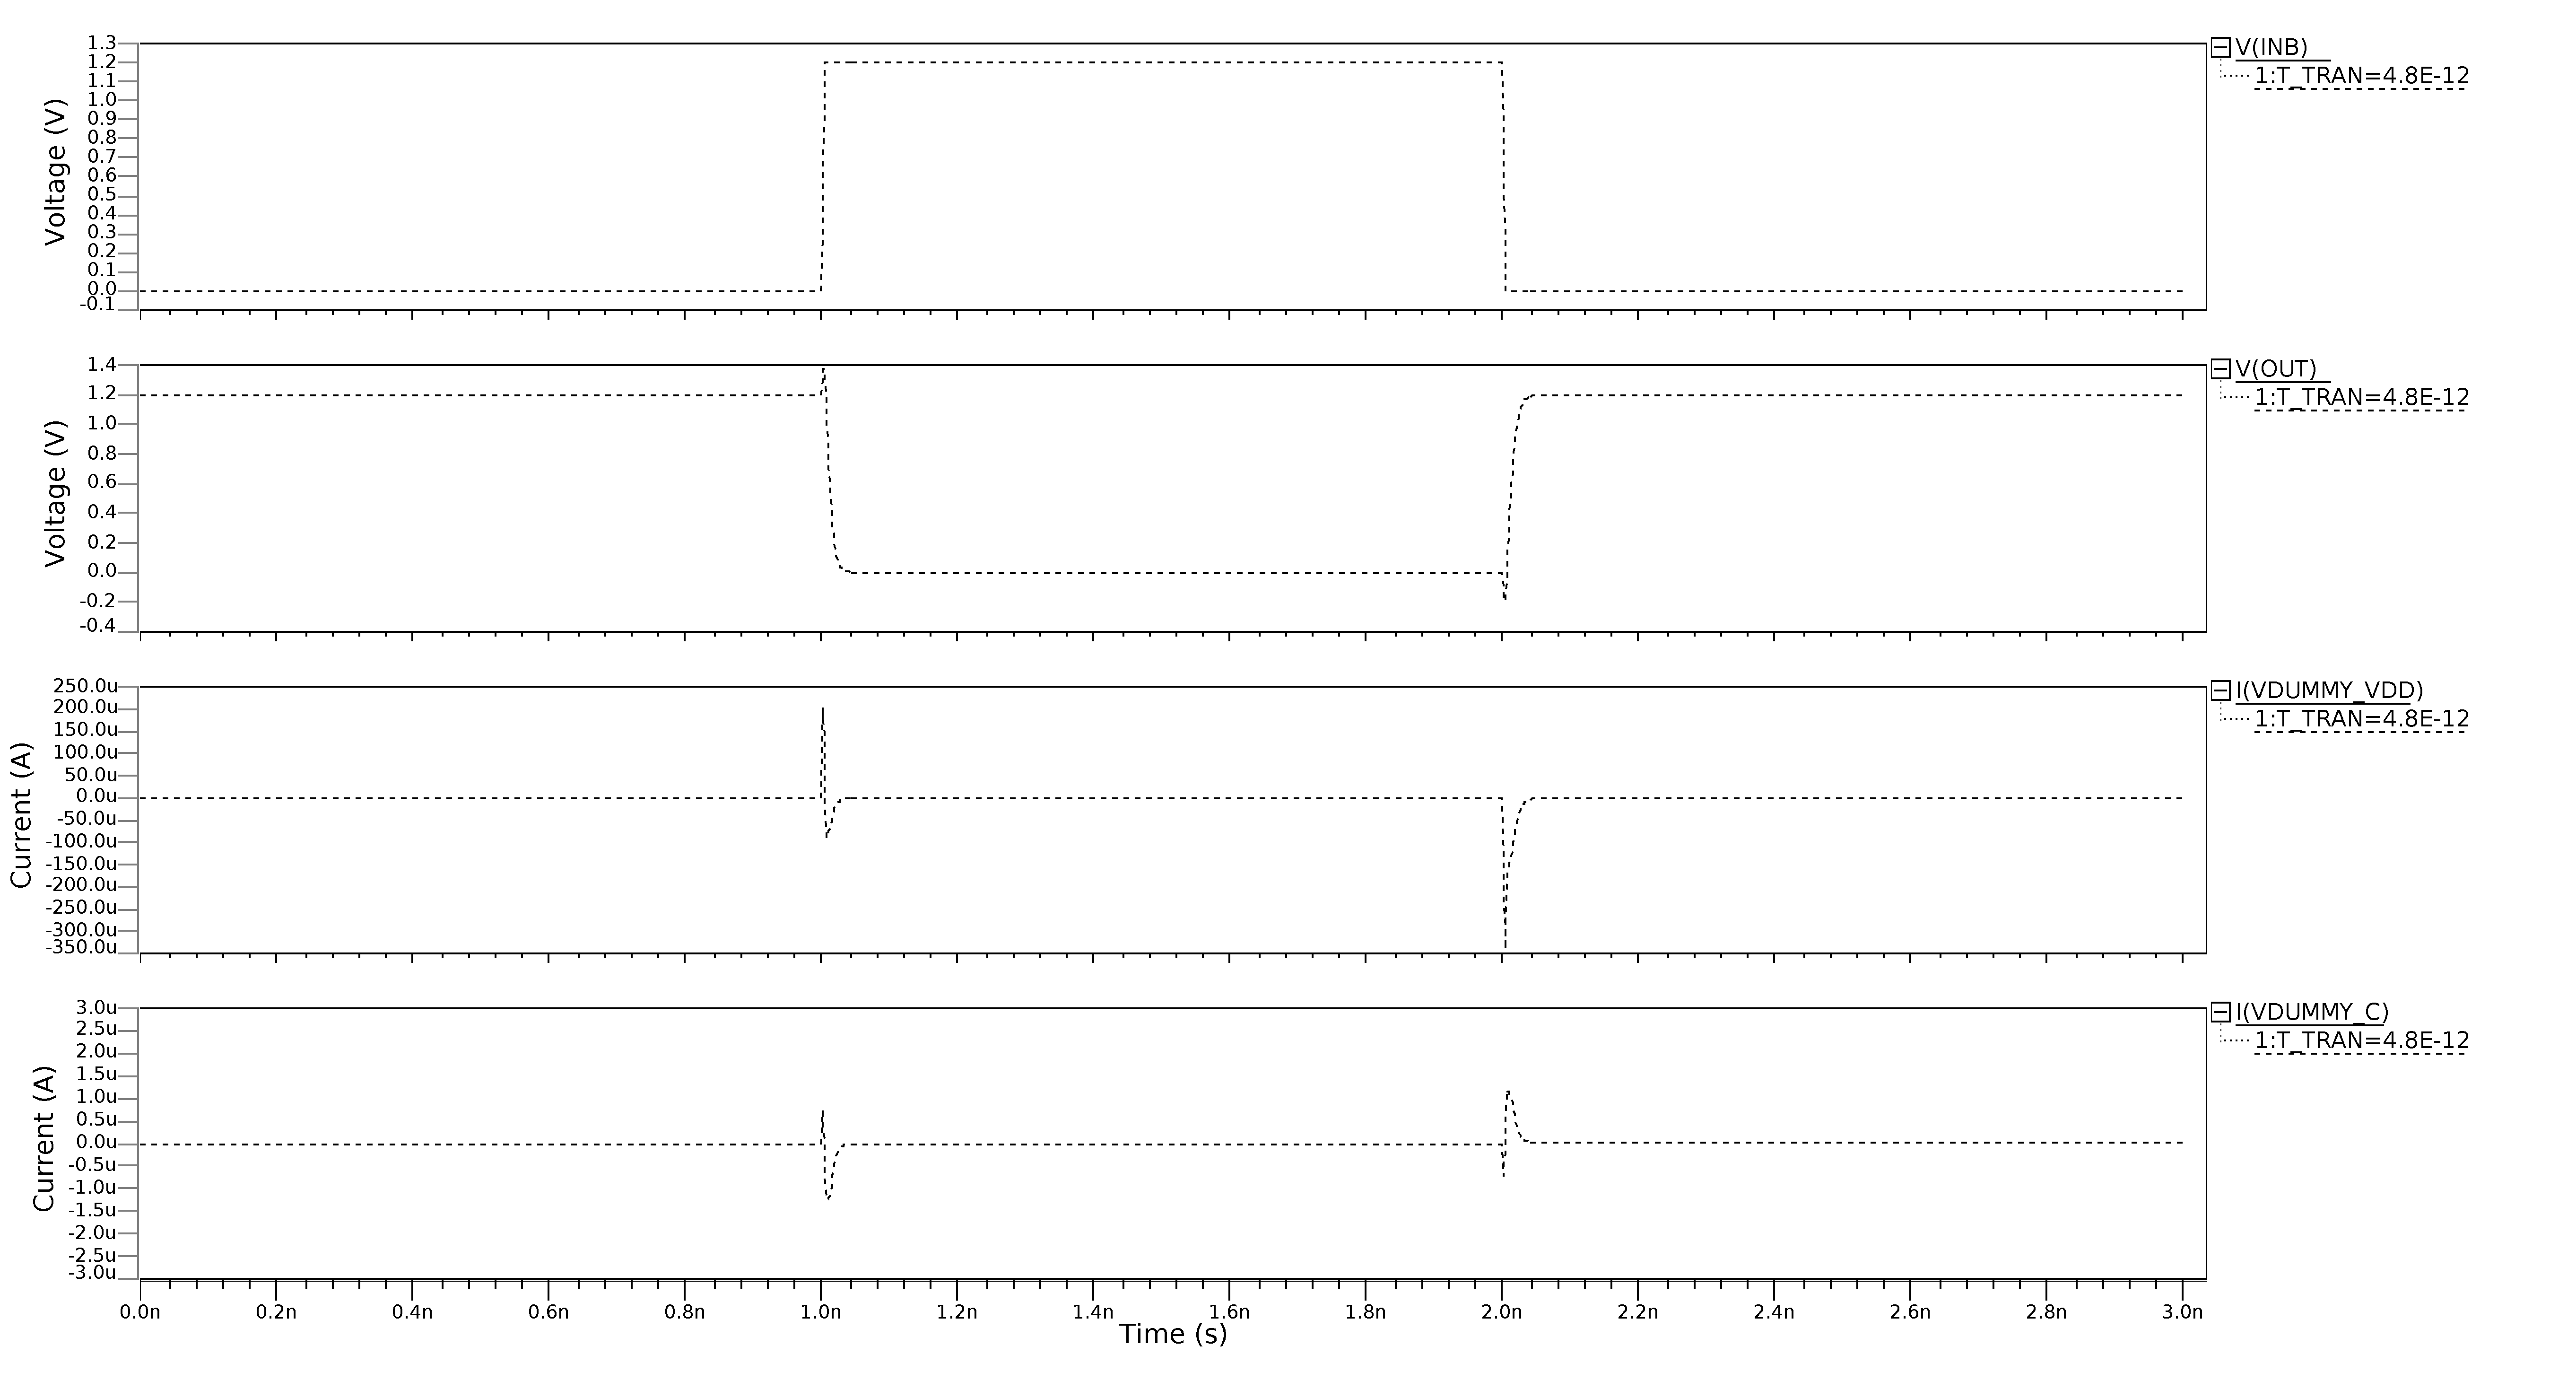 1.3
1.2
1.1
1.0
0.9
0.8
0.7
0.6
0.5
0.4
0.3
0.2
0.1
0.0
-0.1
Voltage (V)
V(INB)
1:T_TRAN=4.8E-12
1.4
1.2
1.0
0.8
0.6
0.4
0.2
0.0
-0.2
-0.4
Voltage (V)
V(OUT)
1:T_TRAN=4.8E-12
250.0u
200.0u
150.0u
100.0u
50.0u
0.0u
-50.0u
-100.0u
-150.0u
-200.0u
-250.0u
-300.0u
-350.0u
Current (A)
I(VDUMMY_VDD)
1:T_TRAN=4.8E-12
3.0u
2.5u
2.0u
1.5u
1.0u
0.5u
0.0u
-0.5u
-1.0u
-1.5u
-2.0u
-2.5u
-3.0u
Current (A)
I(VDUMMY_C)
1:T_TRAN=4.8E-12
0.0n 0.2n 0.4n 0.6n 0.8n 1.0n 1.2n 1.4n 1.6n 1.8n 2.0n 2.2n 2.4n 2.6n 2.8n 3.0n
Time (s)